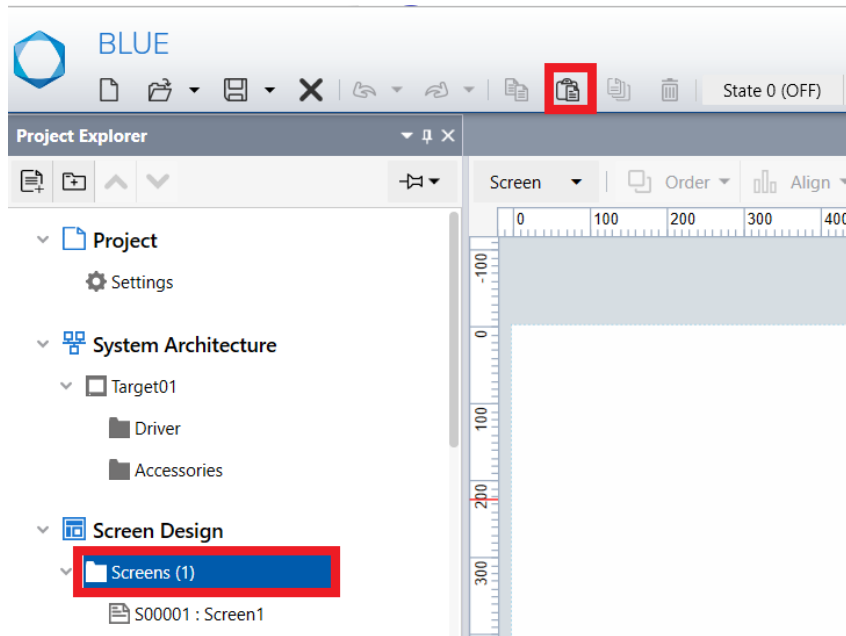 BLUE
State 0 (OFF)
Project Explorer
Screen Order Align
0 100 200 300 400
Project
-100
Settings
0
System Architecture
Target01
100
Driver
Accessories
200
Screen Design
Screens (1)
300
S00001 : Screen1